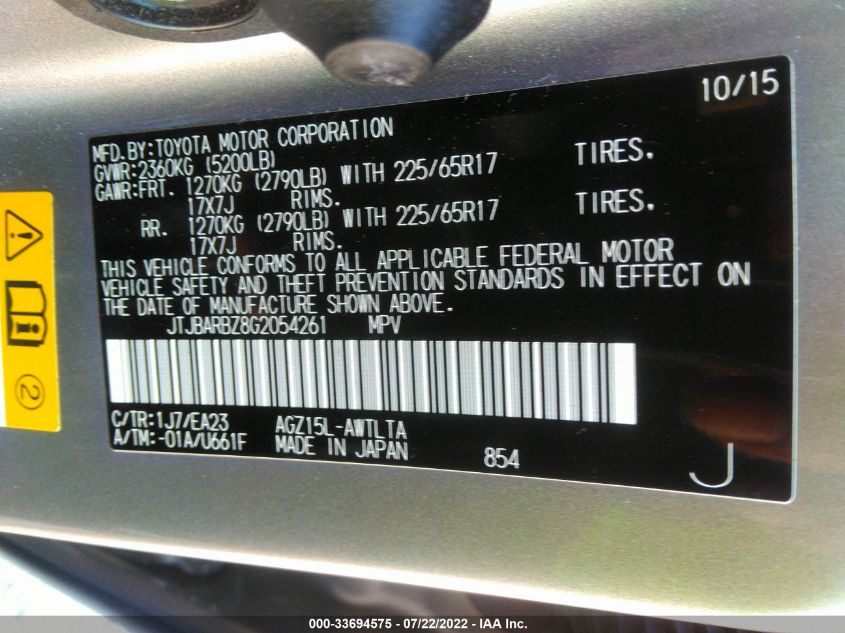 10/15
MFD.BY:TOYOTA MOTOR CORPORATION
GVWR:2360KG (5200LB)
GAWR:FRT. 1270KG (2790LB) WITH 225/65R17 TIRES.
17X7J RIMS.
RR. 1270KG (2790LB) WITH 225/65R17 TIRES.
17X7J RIMS.
THIS VEHICLE CONFORMS TO ALL APPLICABLE FEDERAL MOTOR
VEHICLE SAFETY AND THEFT PREVENTION STANDARDS IN EFFECT ON
THE DATE OF MANUFACTURE SHOWN ABOVE.
JTJBARBZ8G2054261 MPV
C/TR:1J7/EA23 AGZ15L-AWTLTA
A/TM:-01A/U661F MADE IN JAPAN 854
J
2
000-33694575 - 07/22/2022 - IAA Inc.